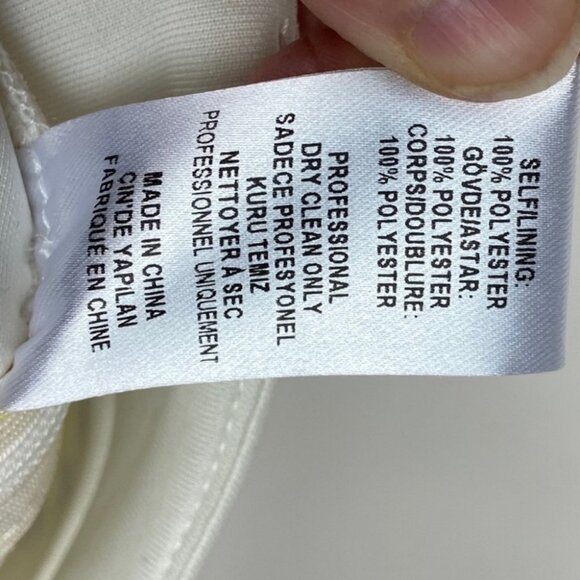 SELF/LINING:
100% POLYESTER
GÖVDE/ASTAR:
100% POLYESTER
CORPS/DOUBLURE:
100% POLYESTER
PROFESSIONAL
DRY CLEAN ONLY
SADECE PROFESYONEL
KURU TEMIZ
NETTOYER À SEC
PROFESSIONNEL UNIQUEMENT
MADE IN CHINA
ÇIN'DE YAPILAN
FABRIQUÉ EN CHINE